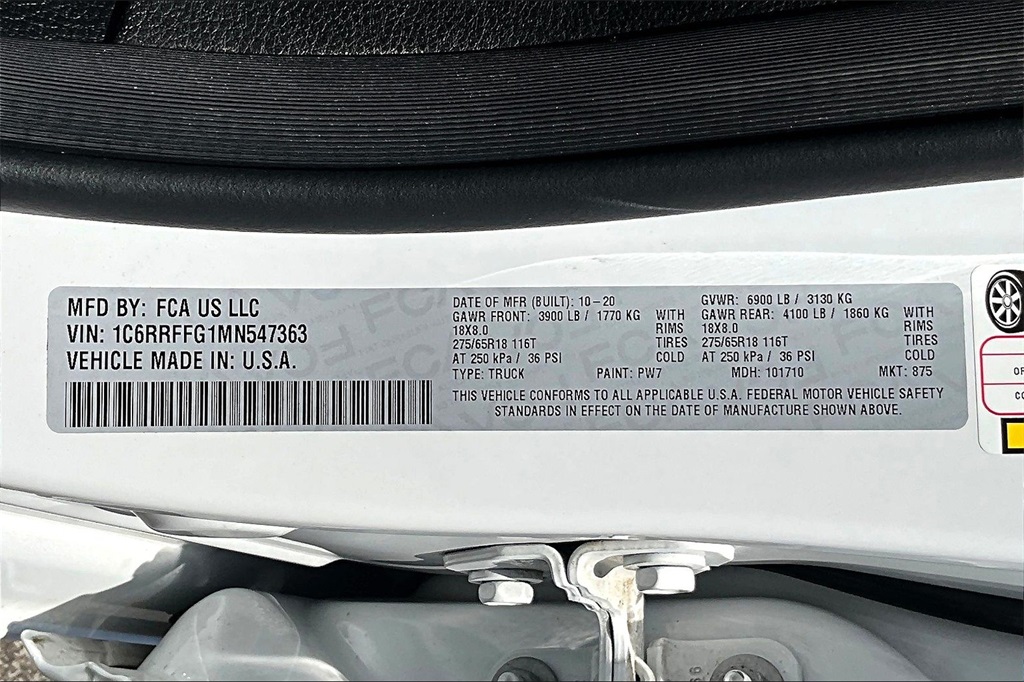 MFD BY: FCA US LLC
VIN: 1C6RRFFG1MN547363
VEHICLE MADE IN: U.S.A.
DATE OF MFR (BUILT): 10-20
GAWR FRONT: 3900 LB / 1770 KG WITH
18X8.0 RIMS
275/65R18 116T TIRES
AT 250 kPa / 36 PSI COLD
GVWR: 6900 LB / 3130 KG
GAWR REAR: 4100 LB / 1860 KG WITH
18X8.0 RIMS
275/65R18 116T TIRES
AT 250 kPa / 36 PSI COLD
TYPE: TRUCK PAINT: PW7 MDH: 101710 MKT: 875
THIS VEHICLE CONFORMS TO ALL APPLICABLE U.S.A. FEDERAL MOTOR VEHICLE SAFETY
STANDARDS IN EFFECT ON THE DATE OF MANUFACTURE SHOWN ABOVE.